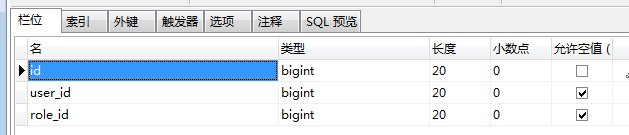 栏位 索引 外键 触发器 选项 注释 SQL 预览
名 类型 长度 小数点 允许空值 (
id bigint 20 0
user_id bigint 20 0
role_id bigint 20 0